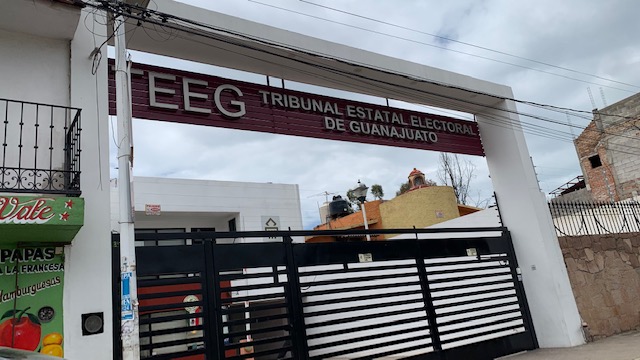 TEEG
TRIBUNAL ESTATAL ELECTORAL
DE GUANAJUATO
Vale
PAPAS
A LA FRANCESA
Hamburguesas